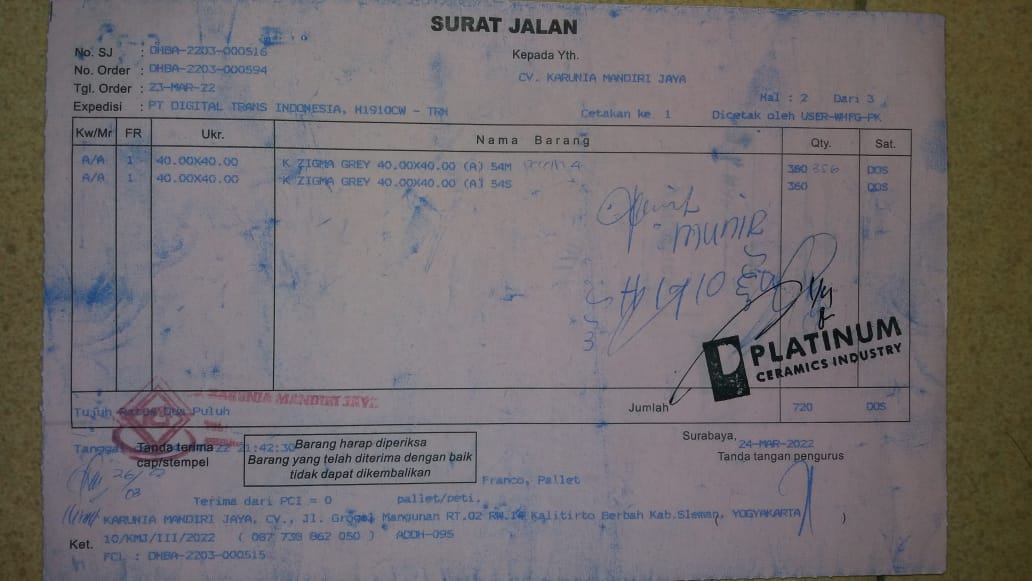 SURAT JALAN
No. SJ : DHBA-2203-000516
Kepada Yth.
No. Order : DHBA-2203-000594
CV. KARUNIA MANDIRI JAYA
Tgl. Order : 23-MAR-22
Hal : 2 Dari 3
Expedisi : PT DIGITAL TRANS INDONESIA, H1910CW - TRN
Cetakan ke 1 Dicetak oleh USER-WHFG-PK
Kw/Mr FR Ukr. Nama Barang Qty. Sat.
A/A 1 40.00X40.00 K ZIGMA GREY 40.00X40.00 (A) 54M 360 356 DOS
A/A 1 40.00X40.00 K ZIGMA GREY 40.00X40.00 (A) 54S 360 DOS
MUNIR
PLATINUM
CERAMICS INDUSTRY
KARUNIA MANDIRI JAYA
Tujuh Ratus Dua Puluh
Jumlah 720 DOS
Tanggal 22 21:42:30
Tanda terima
cap/stempel
Barang harap diperiksa
Barang yang telah diterima dengan baik
tidak dapat dikembalikan
Surabaya, 24-MAR-2022
Tanda tangan pengurus
26/
03
Franco, Pallet
Terima dari PCI = 0 pallet/peti,
KARUNIA MANDIRI JAYA, CV., Jl. Grogol Mangunan RT.02 RW.14 Kalitirto Berbah Kab.Sleman, YOGYAKARTA
( )
Ket. 10/KMJ/III/2022 ( 087 738 862 050 ) ADDH-095
FCL : DHBA-2203-000515